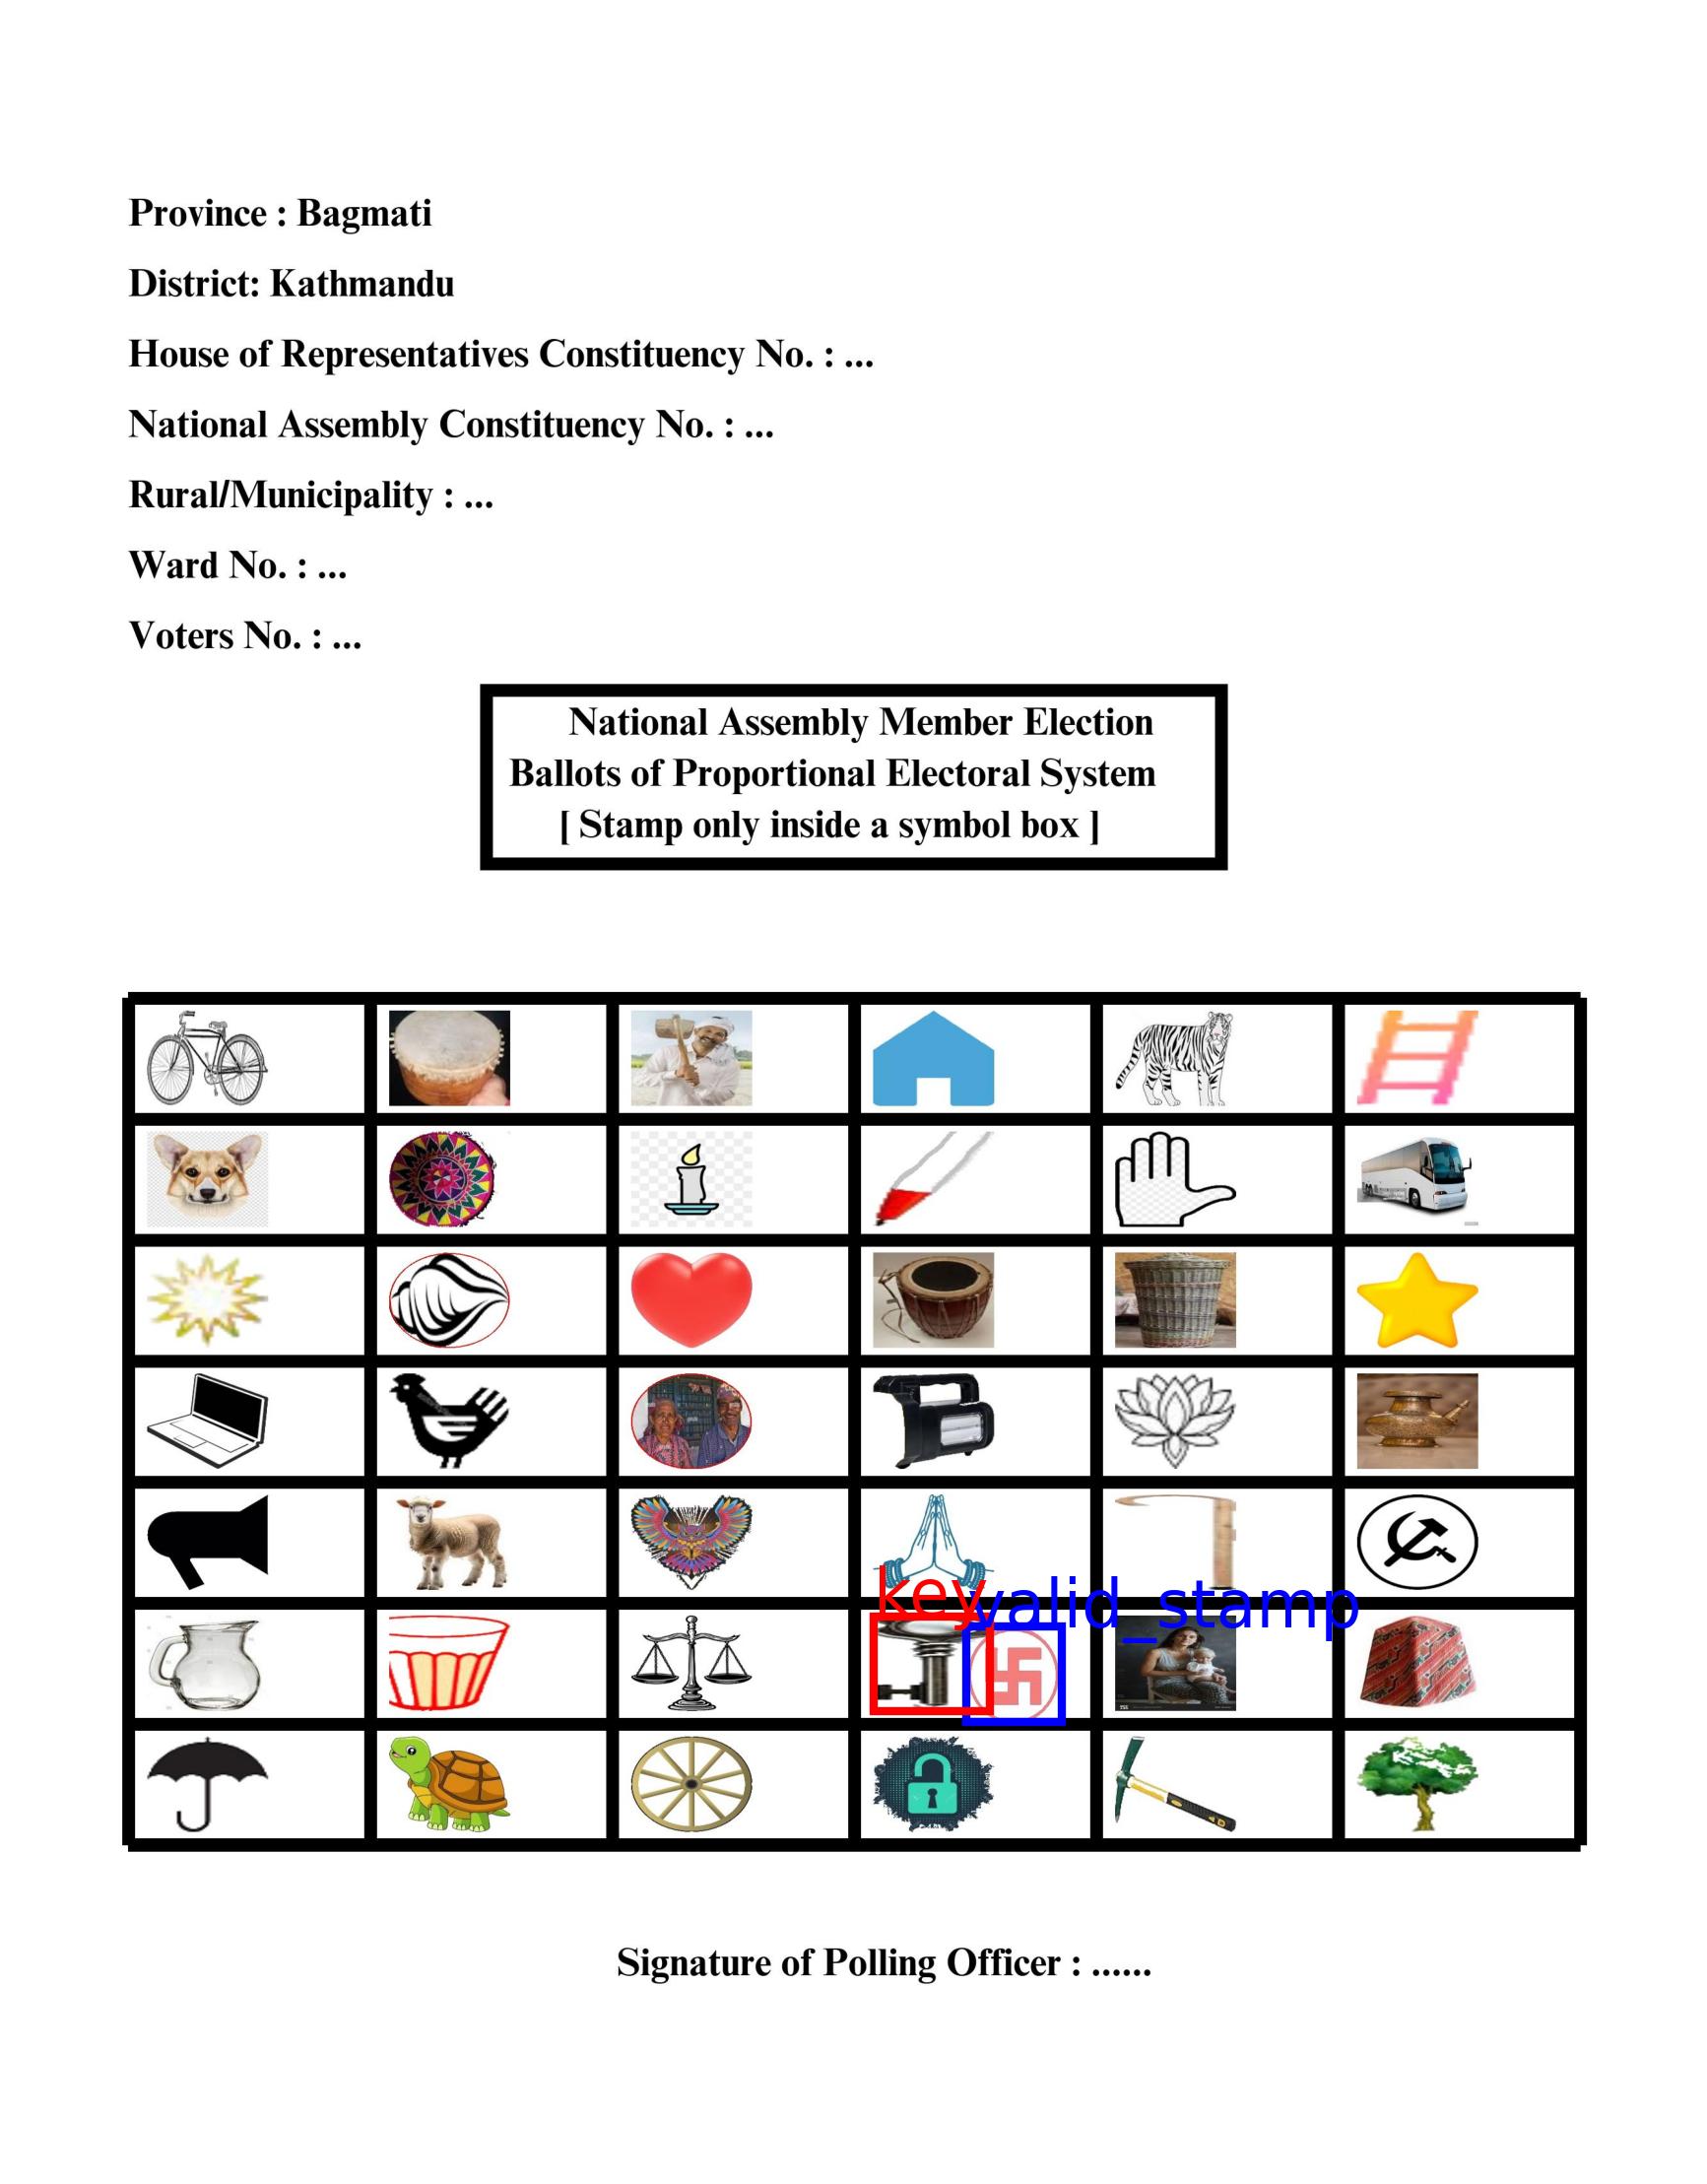 Province : Bagmati
District: Kathmandu
House of Representatives Constituency No. : ...
National Assembly Constituency No. : ...
Rural/Municipality : ...
Ward No. : ...
Voters No. : ...
National Assembly Member Election
Ballots of Proportional Electoral System
[ Stamp only inside a symbol box ]
key
valid_stamp
Signature of Polling Officer : ......